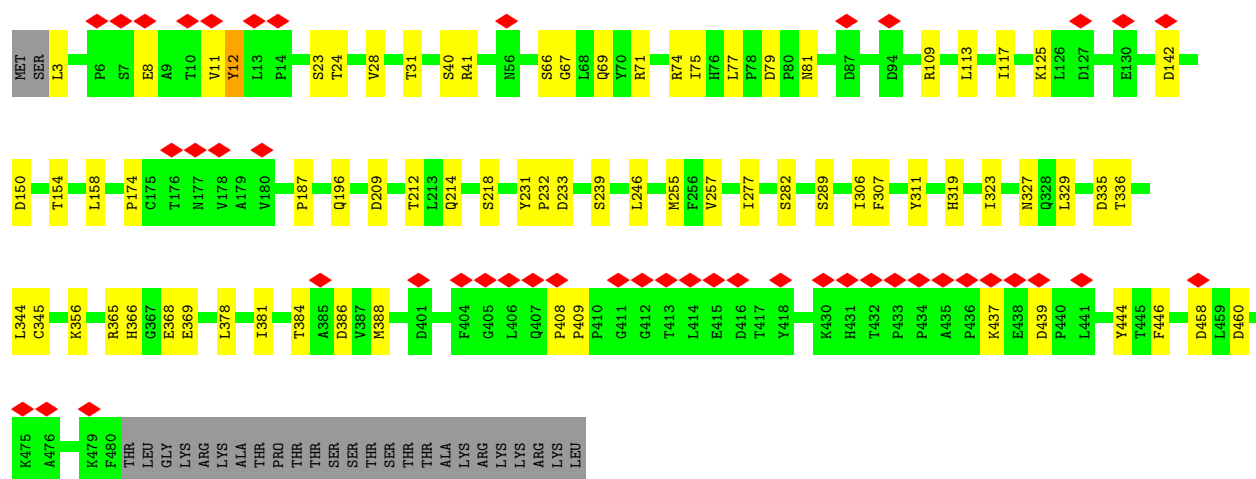 MET SER L3 P6 S7 E8 A9 T10 V11 Y12 L13 P14 S23 T24 V28 T31 S40 R41 N56 S66 G67 L68 Q69 Y70 R71 R74 I75 H76 L77 P78 D79 P80 N81 D87 D94 R109 L113 I117 K125 L126 D127 E130 D142
D150 T154 L158 P174 C175 T176 N177 V178 A179 V180 P187 Q196 D209 T212 L213 Q214 S218 Y231 P232 D233 S239 L246 M255 F256 V257 I277 S282 S289 I306 F307 Y311 H319 I323 N327 Q328 L329 D335 T336
L344 C345 K356 R365 H366 G367 E368 E369 L378 I381 T384 A385 D386 V387 M388 D401 F404 G405 L406 Q407 P408 P409 P410 G411 G412 T413 L414 E415 D416 T417 Y418 K430 H431 T432 P433 P434 A435 P436 K437 E438 D439 P440 L441 Y444 T445 F446 D458 L459 D460
K475 A476 K479 F480 THR LEU GLY LYS ARG LYS ALA THR PRO THR THR SER SER THR SER THR THR ALA LYS ARG LYS LYS ARG LYS LEU